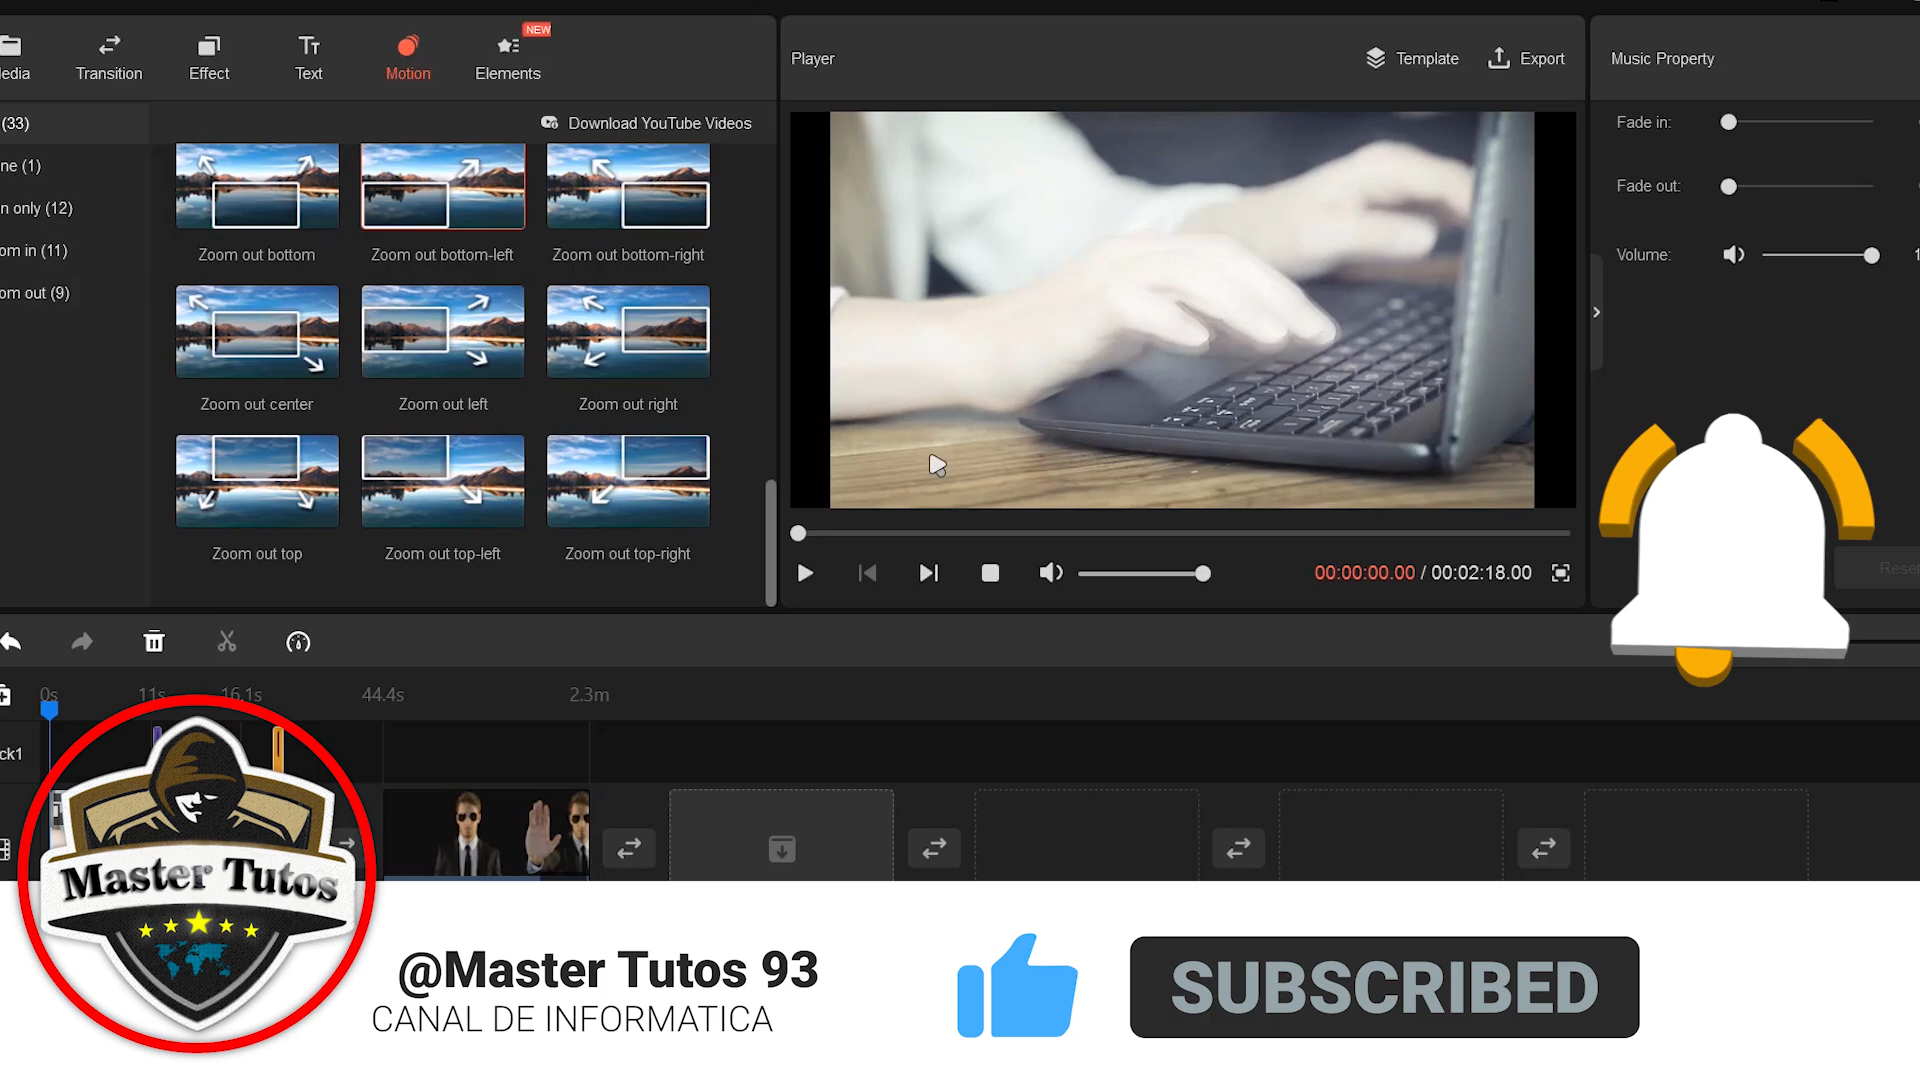 edia
Transition
Effect
Text
Motion
NEW
Elements
Player
Template
Export
Music Property
(33)
Download YouTube Videos
Fade in:
ne (1)
Fade out:
n only (12)
om in (11)
Volume:
Zoom out bottom
Zoom out bottom-left
Zoom out bottom-right
om out (9)
Zoom out center
Zoom out left
Zoom out right
Zoom out top
Zoom out top-left
Zoom out top-right
00:00:00.00 / 00:02:18.00
Reset
0s
11s
16.1s
44.4s
2.3m
ck1
Master Tutos
@Master Tutos 93
CANAL DE INFORMATICA
SUBSCRIBED